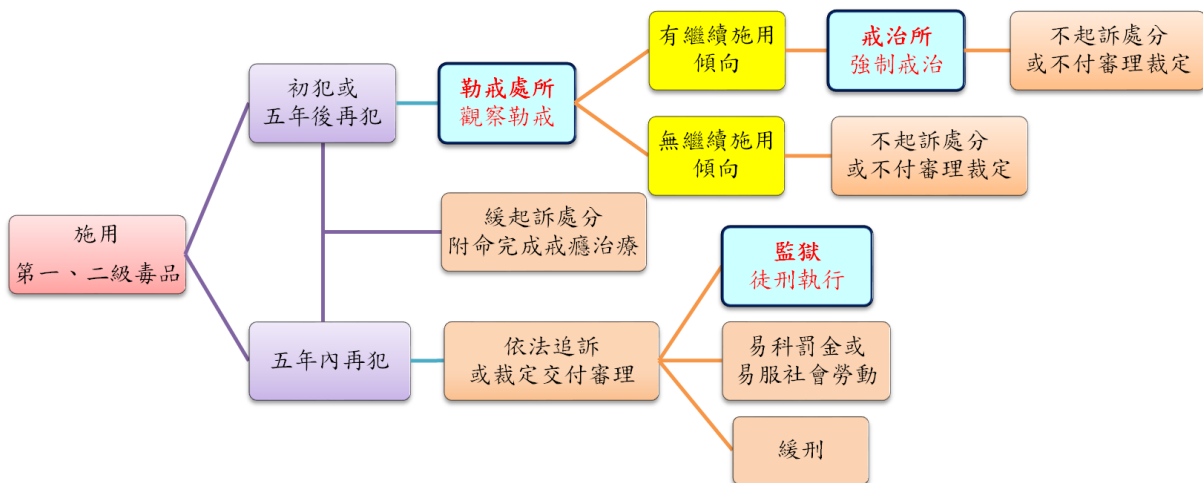 施用
第一、二級毒品
初犯或
五年後再犯
勒戒處所
觀察勒戒
有繼續施用
傾向
戒治所
強制戒治
不起訴處分
或不付審理裁定
無繼續施用
傾向
不起訴處分
或不付審理裁定
緩起訴處分
附命完成戒癮治療
五年內再犯
依法追訴
或裁定交付審理
監獄
徒刑執行
易科罰金或
易服社會勞動
緩刑